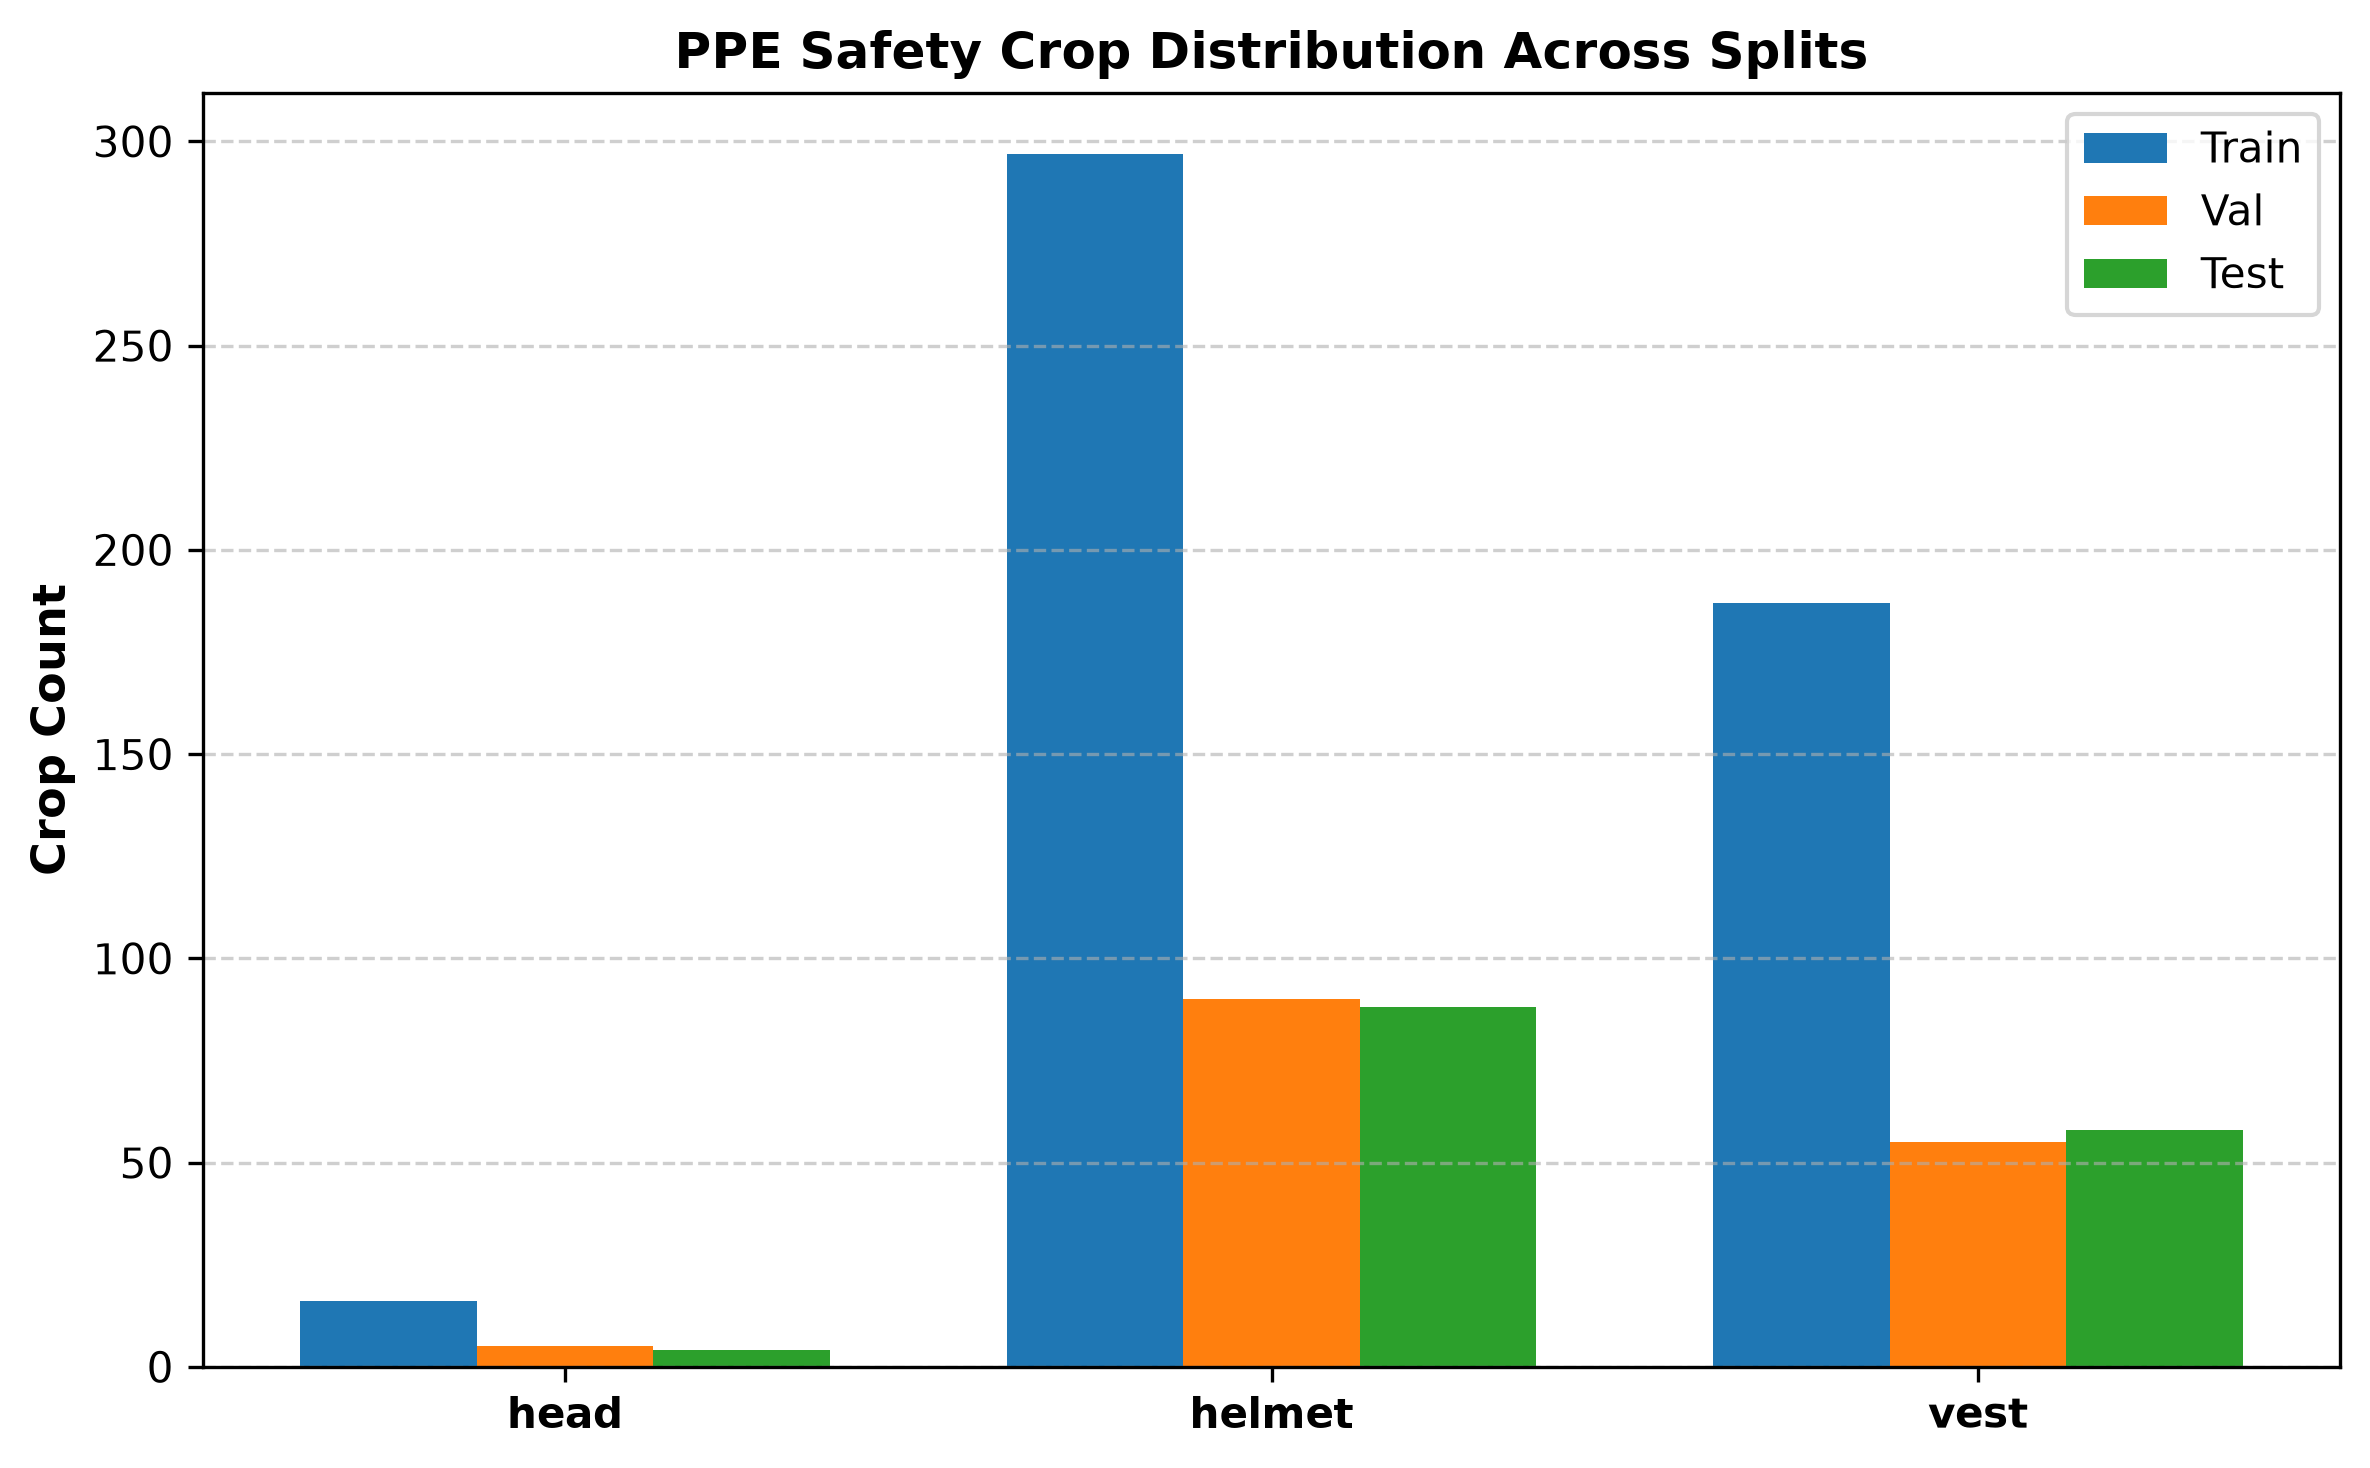 PPE Safety Crop Distribution Across Splits
Crop Count
300
250
200
150
100
50
0
Train
Val
Test
head
helmet
vest